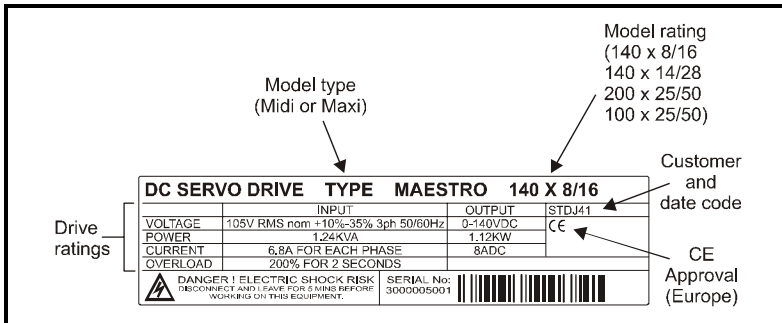 Model rating
(140 x 8/16
140 x 14/28
200 x 25/50
100 x 25/50)
Model type
(Midi or Maxi)
Customer
and
date code
DC SERVO DRIVE TYPE MAESTRO 140 X 8/16
INPUT OUTPUT STDJ41
VOLTAGE 105V RMS nom +10%-35% 3ph 50/60Hz 0-140VDC CE
POWER 1.24KVA 1.12KW
CURRENT 6.8A FOR EACH PHASE 8ADC
OVERLOAD 200% FOR 2 SECONDS
Drive
ratings
CE
Approval
(Europe)
DANGER ! ELECTRIC SHOCK RISK
DISCONNECT AND LEAVE FOR 5 MINS BEFORE
WORKING ON THIS EQUIPMENT.
SERIAL No:
3000005001